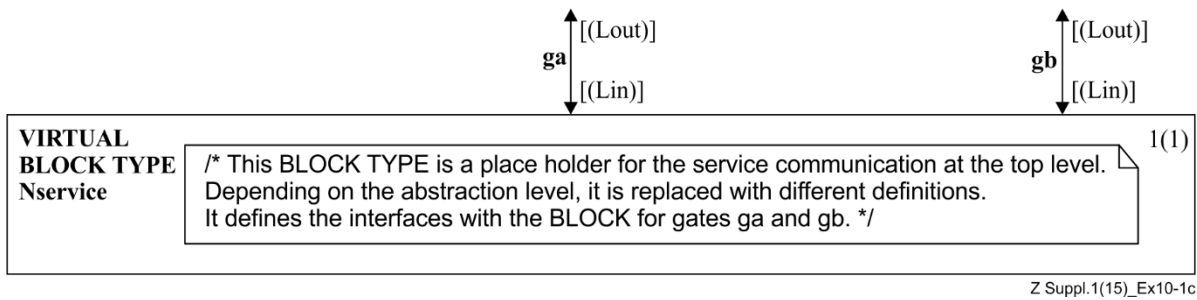 [(Lout)]
ga
[(Lin)]
[(Lout)]
gb
[(Lin)]
VIRTUAL
BLOCK TYPE
Nservice
/* This BLOCK TYPE is a place holder for the service communication at the top level.
Depending on the abstraction level, it is replaced with different definitions.
It defines the interfaces with the BLOCK for gates ga and gb. */
1(1)
Z Suppl.1(15)_Ex10-1c